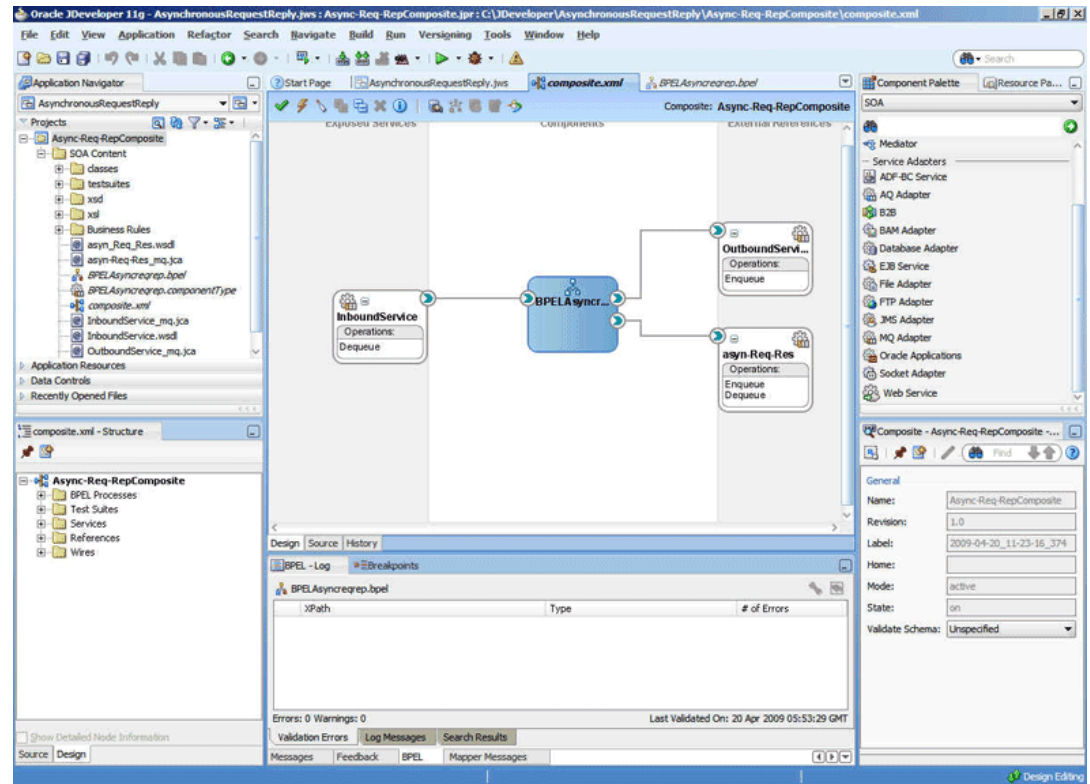 Oracle JDeveloper 11g - AsynchronousRequestReply.jws : Async-Req-RepComposite.jpr : C:\JDeveloper\AsynchronousRequestReply\Async-Req-RepComposite\composite.xml
File Edit View Application Refactor Search Navigate Build Run Versioning Tools Window Help
Search
Application Navigator
AsynchronousRequestReply
Projects
Async-Req-RepComposite
SOA Content
classes
testsuites
xsd
xsl
Business Rules
asyn_Req_Res.wsdl
asyn-Req-Res_mq.jca
BPELAsyncreqrep.bpel
BPELAsyncreqrep.componentType
composite.xml
InboundService_mq.jca
InboundService.wsdl
OutboundService_mq.jca
Application Resources
Data Controls
Recently Opened Files
composite.xml - Structure
Async-Req-RepComposite
BPEL Processes
Test Suites
Services
References
Wires
Show Detailed Node Information
Source Design
Start Page AsynchronousRequestReply.jws composite.xml BPELAsyncreqrep.bpel
Composite: Async-Req-RepComposite
Exposed Services Components External References
InboundService
Operations:
Dequeue
BPELAsyncr...
OutboundServi...
Operations:
Enqueue
asyn-Req-Res
Operations:
Enqueue
Dequeue
Design Source History
BPEL - Log Breakpoints
BPELAsyncreqrep.bpel
XPath Type # of Errors
Errors: 0 Warnings: 0 Last Validated On: 20 Apr 2009 05:53:29 GMT
Validation Errors Log Messages Search Results
Messages Feedback BPEL Mapper Messages
Component Palette Resource Pa...
SOA
Mediator
Service Adapters
ADF-BC Service
AQ Adapter
B2B
BAM Adapter
Database Adapter
EJB Service
File Adapter
FTP Adapter
JMS Adapter
MQ Adapter
Oracle Applications
Socket Adapter
Web Service
Composite - Async-Req-RepComposite -...
Find
General
Name: Async-Req-RepComposite
Revision: 1.0
Label: 2009-04-20_11-23-16_374
Home:
Mode: active
State: on
Validate Schema: Unspecified
Design Editing